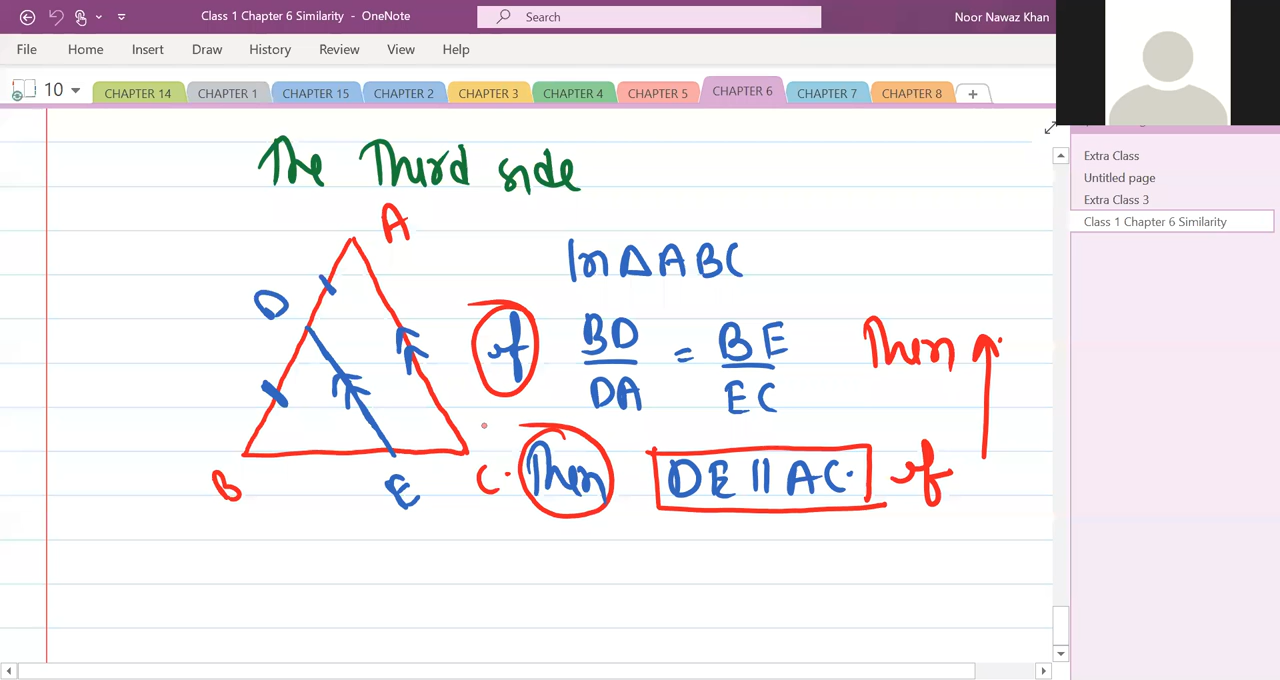 Class 1 Chapter 6 Similarity - OneNote
Search
Noor Nawaz Khan
File Home Insert Draw History Review View Help
10 CHAPTER 14 CHAPTER 1 CHAPTER 15 CHAPTER 2 CHAPTER 3 CHAPTER 4 CHAPTER 5 CHAPTER 6 CHAPTER 7 CHAPTER 8 +
Extra Class
Untitled page
Extra Class 3
Class 1 Chapter 6 Similarity
The Third side
A
In △ ABC
D
if BD/DA = BE/EC Then
B E C. Then DE || AC. if